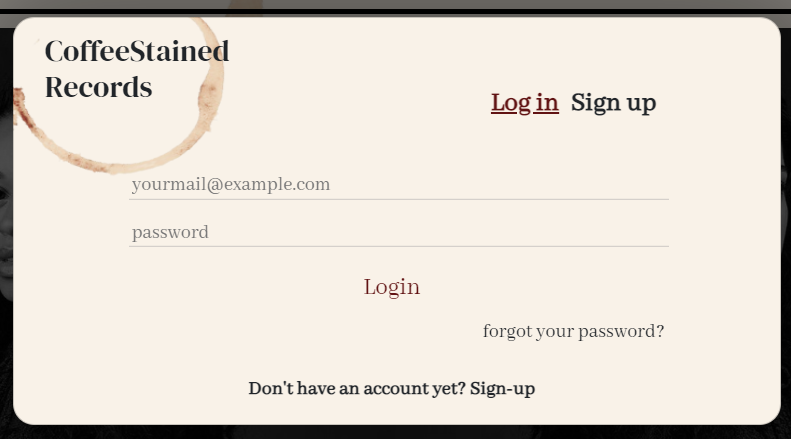 CoffeeStained
Records
Log in Sign up
yourmail@example.com
password
Login
forgot your password?
Don't have an account yet? Sign-up